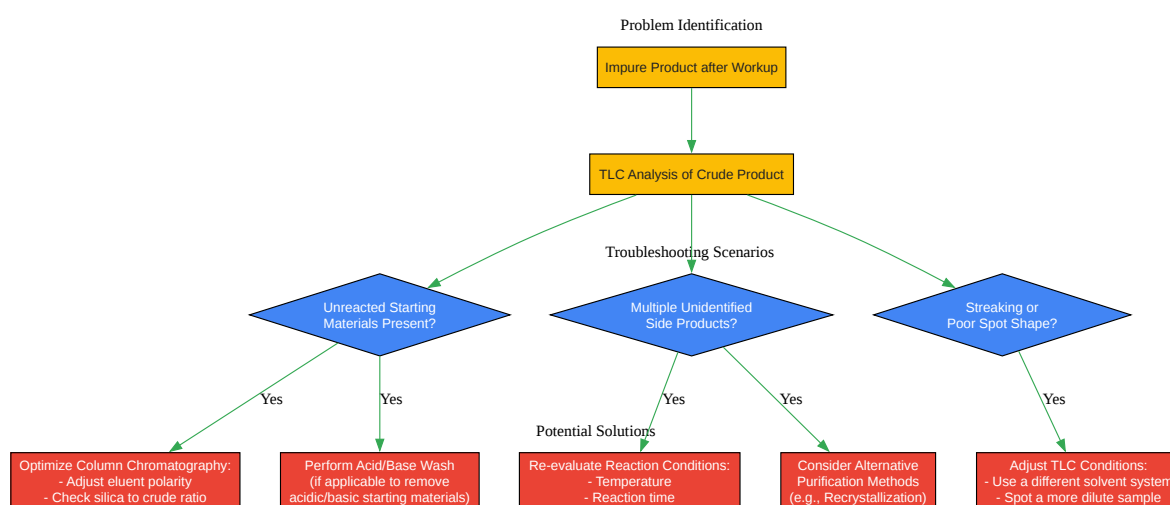 Problem Identification
Impure Product after Workup
TLC Analysis of Crude Product
Troubleshooting Scenarios
Unreacted Starting
Materials Present?
Multiple Unidentified
Side Products?
Streaking or
Poor Spot Shape?
Yes
Yes
Yes
Yes
Potential Solutions
Optimize Column Chromatography:
- Adjust eluent polarity
- Check silica to crude ratio
Perform Acid/Base Wash
(if applicable to remove
acidic/basic starting materials)
Re-evaluate Reaction Conditions:
- Temperature
- Reaction time
Consider Alternative
Purification Methods
(e.g., Recrystallization)
Adjust TLC Conditions:
- Use a different solvent system
- Spot a more dilute sample